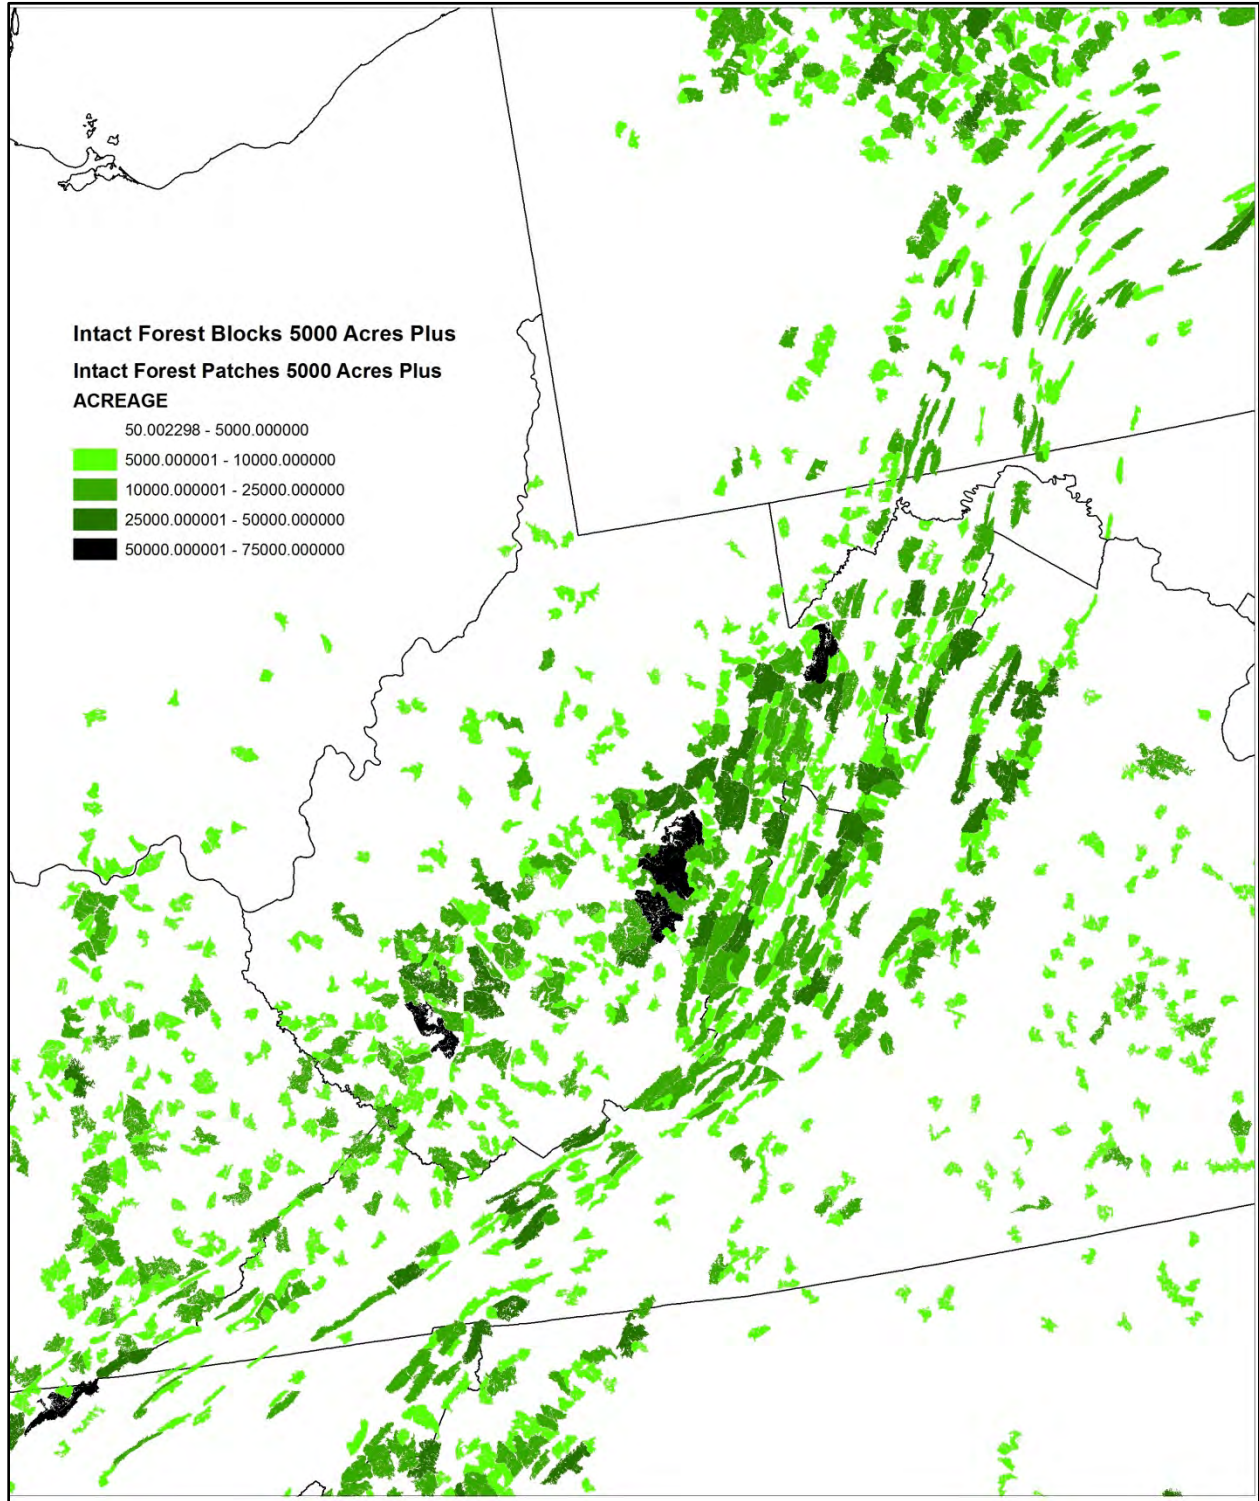 Intact Forest Blocks 5000 Acres Plus
Intact Forest Patches 5000 Acres Plus
ACREAGE
50.002298 - 5000.000000
5000.000001 - 10000.000000
10000.000001 - 25000.000000
25000.000001 - 50000.000000
50000.000001 - 75000.000000